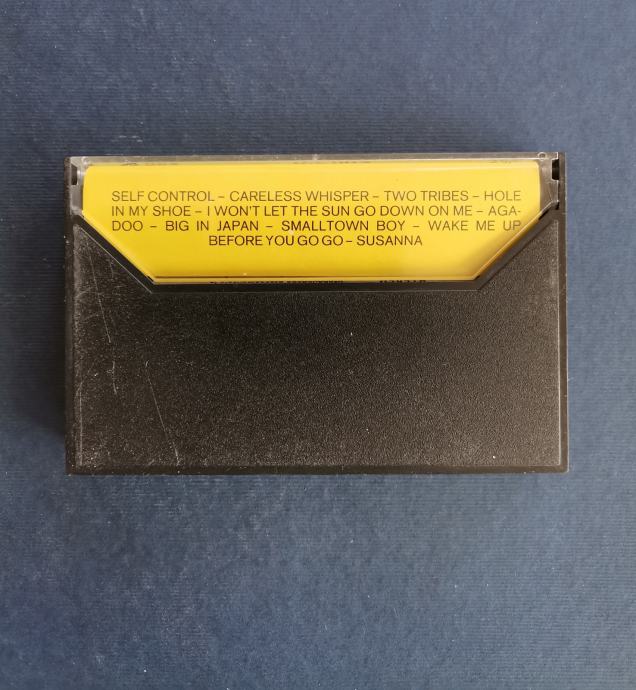 SELF CONTROL – CARELESS WHISPER – TWO TRIBES – HOLE
IN MY SHOE – I WON'T LET THE SUN GO DOWN ON ME – AGA-
DOO – BIG IN JAPAN – SMALLTOWN BOY – WAKE ME UP
BEFORE YOU GO GO – SUSANNA